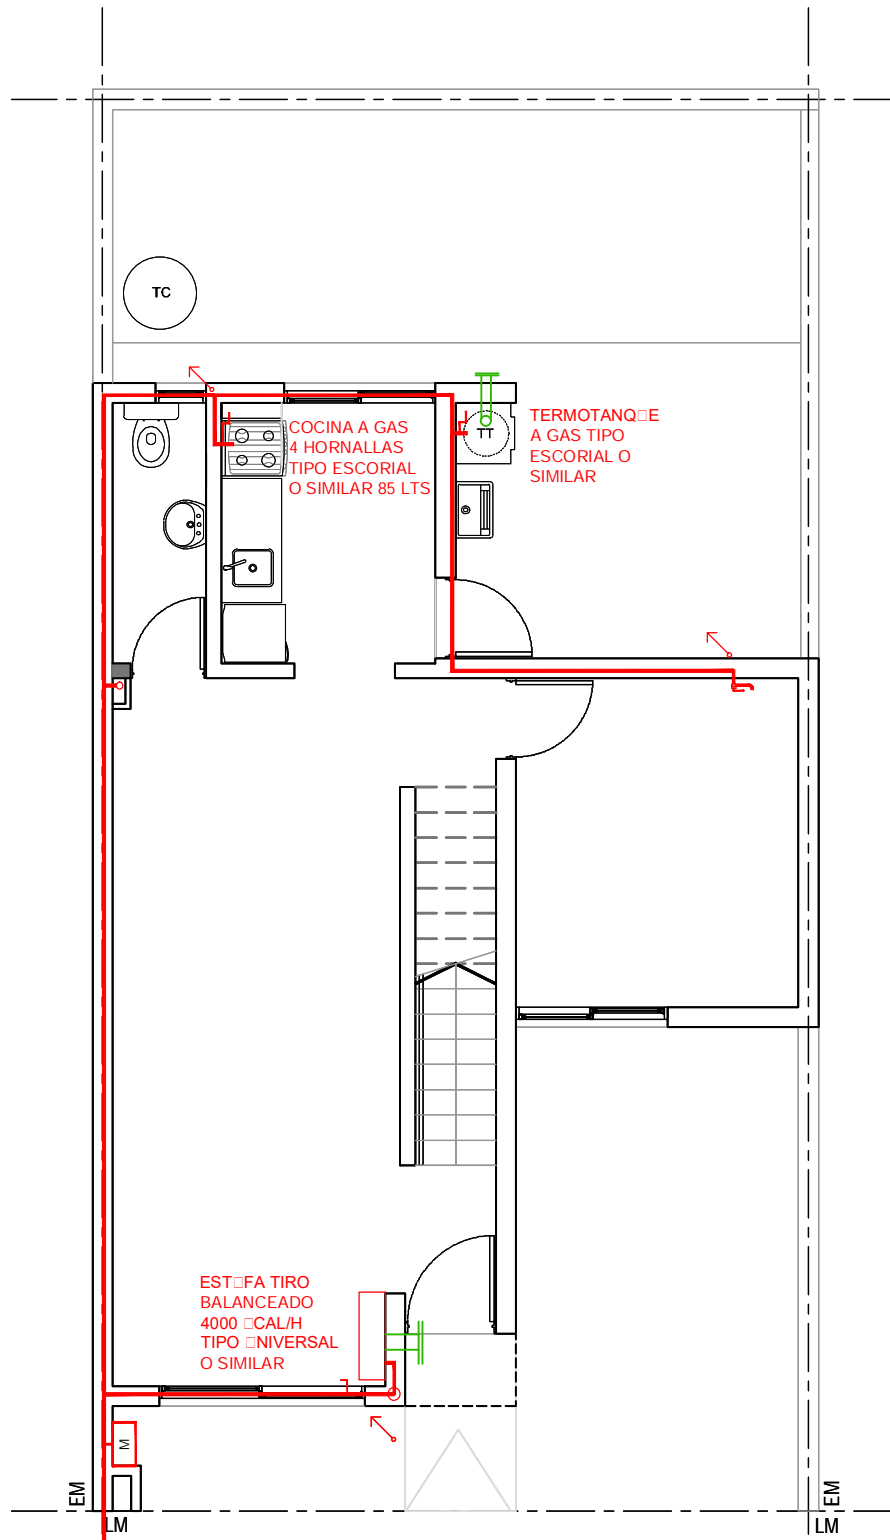 TC
COCINA A GAS
4 HORNALLAS
TIPO ESCORIAL
O SIMILAR 85 LTS
TT
TERMOTANQ□E
A GAS TIPO
ESCORIAL O
SIMILAR
EST□FA TIRO
BALANCEADO
4000 □CAL/H
TIPO □NIVERSAL
O SIMILAR
M
EM
LM
EM
LM